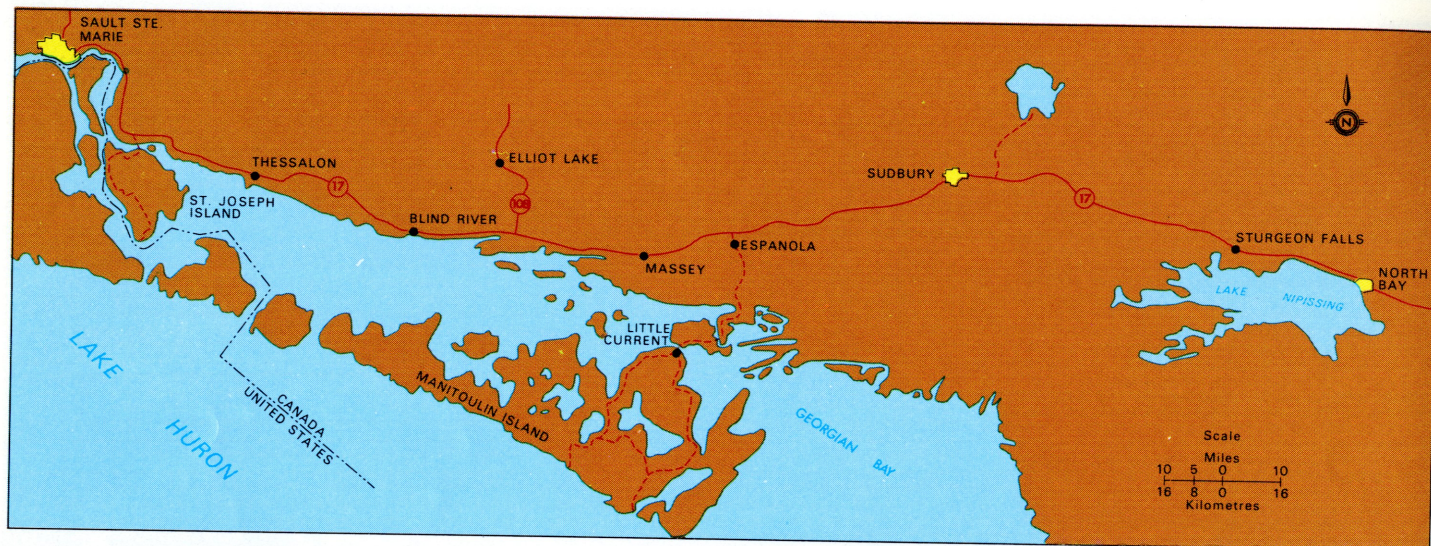 SAULT STE.
MARIE
N
THESSALON
ELLIOT LAKE
SUDBURY
17
108
17
ST. JOSEPH
ISLAND
BLIND RIVER
ESPANOLA
STURGEON FALLS
MASSEY
NORTH
BAY
LAKE NIPISSING
LITTLE
CURRENT
LAKE
HURON
MANITOULIN ISLAND
CANADA
UNITED STATES
GEORGIAN BAY
Scale
Miles
10 5 0 10
16 8 0 16
Kilometres